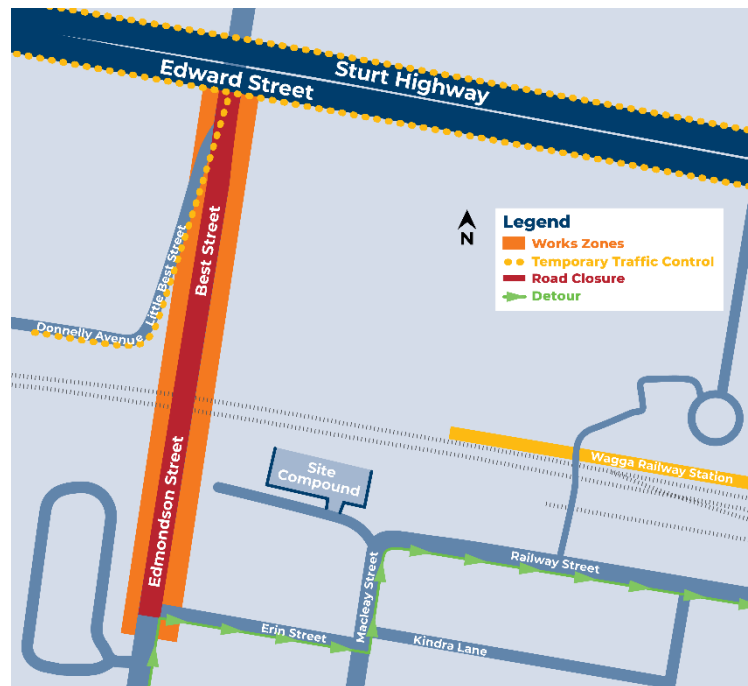 Sturt Highway
Edward Street
Best Street
Little Best Street
Donnelly Avenue
N
Legend
Works Zones
Temporary Traffic Control
Road Closure
Detour
Edmondson Street
Site
Compound
Wagga Railway Station
Railway Street
Macleay Street
Erin Street
Kindra Lane